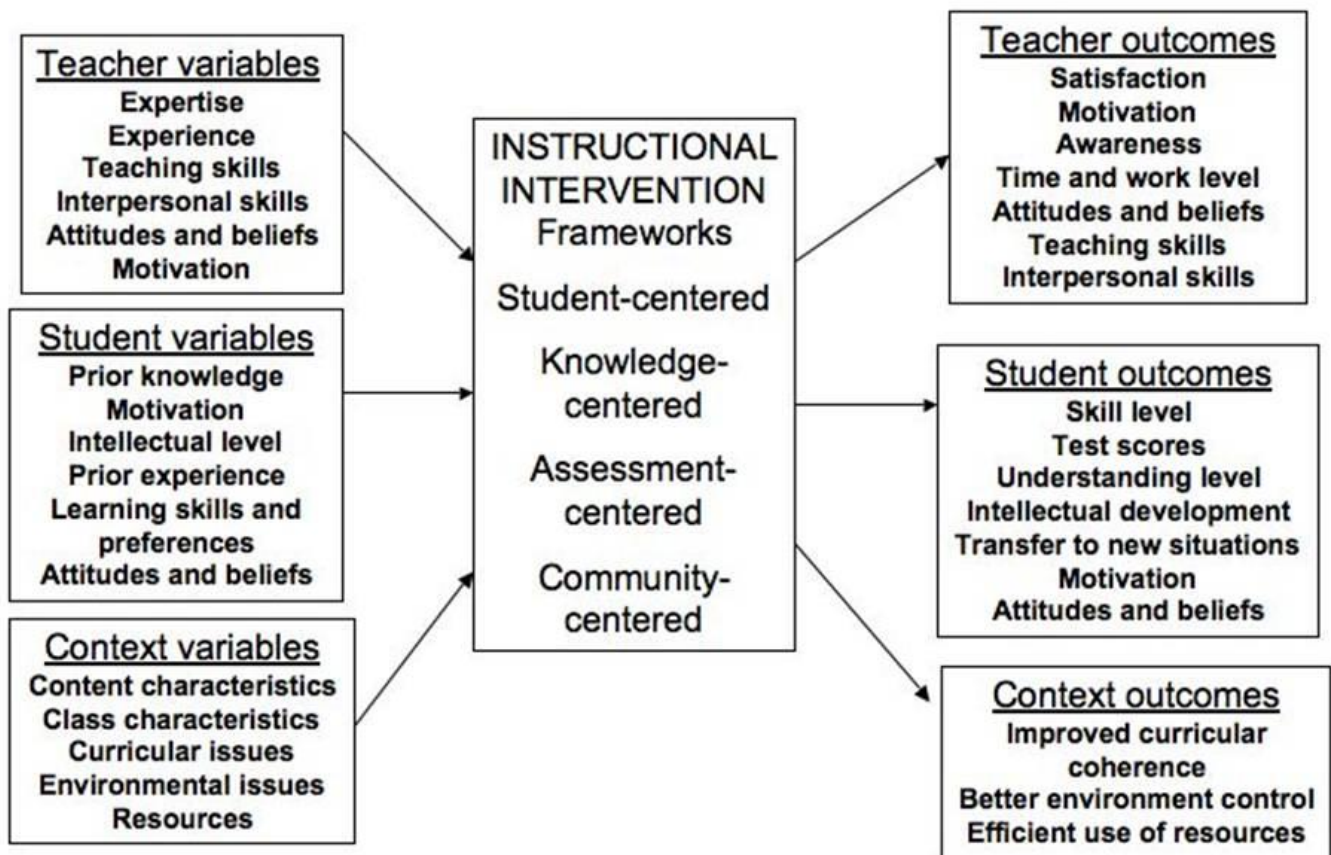 Teacher variables
Expertise
Experience
Teaching skills
Interpersonal skills
Attitudes and beliefs
Motivation
Student variables
Prior knowledge
Motivation
Intellectual level
Prior experience
Learning skills and
preferences
Attitudes and beliefs
Context variables
Content characteristics
Class characteristics
Curricular issues
Environmental issues
Resources
INSTRUCTIONAL
INTERVENTION
Frameworks
Student-centered
Knowledge-
centered
Assessment-
centered
Community-
centered
Teacher outcomes
Satisfaction
Motivation
Awareness
Time and work level
Attitudes and beliefs
Teaching skills
Interpersonal skills
Student outcomes
Skill level
Test scores
Understanding level
Intellectual development
Transfer to new situations
Motivation
Attitudes and beliefs
Context outcomes
Improved curricular
coherence
Better environment control
Efficient use of resources